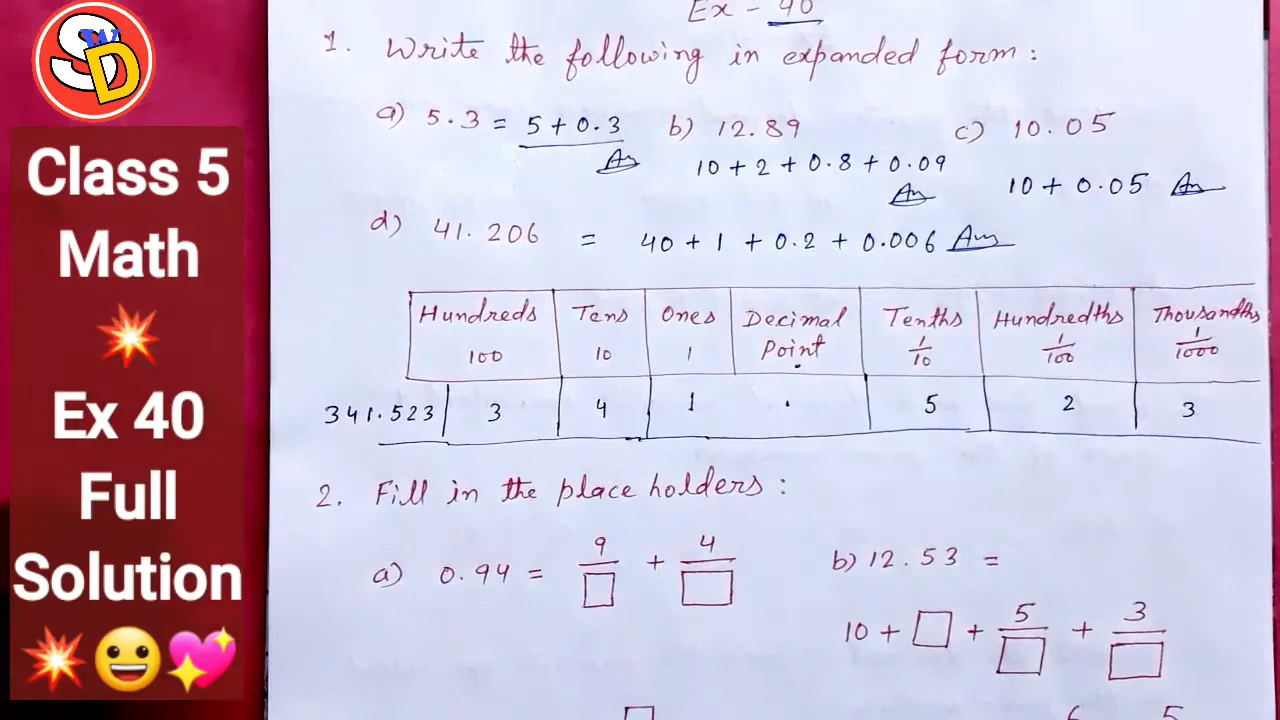 SWD
Class 5
Math
💥
Ex 40
Full
Solution
💥😀💖
Ex - 40
1. Write the following in expanded form :
a) 5.3 = 5 + 0.3 Ans
b) 12.89
10 + 2 + 0.8 + 0.09 Ans
c) 10.05
10 + 0.05 Ans
d) 41.206 = 40 + 1 + 0.2 + 0.006 Ans
Hundreds 100 | Tens 10 | Ones 1 | Decimal Point . | Tenths 1/10 | Hundredths 1/100 | Thousandths 1/1000
341.523 | 3 | 4 | 1 | . | 5 | 2 | 3
2. Fill in the place holders :
a) 0.94 = 9/□ + 4/□
b) 12.53 =
10 + □ + 5/□ + 3/□